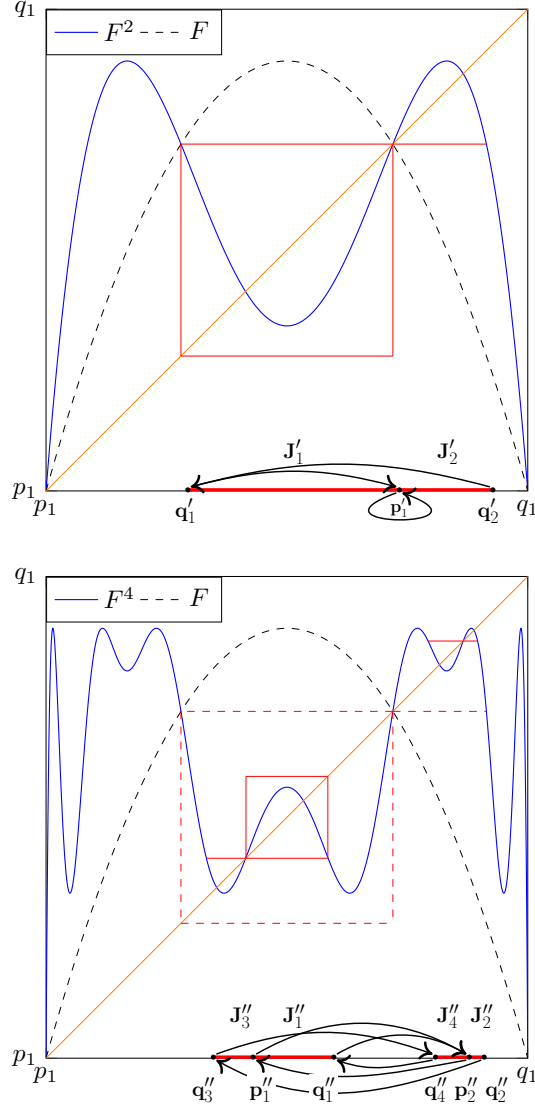 q₁
F² F
J′₁ J′₂
p₁
p₁ q′₁ p′₁ q′₂ q₁
q₁
F⁴ F
J″₃ J″₁ J″₄ J″₂
p₁
p₁ q″₃ p″₁ q″₁ q″₄ p″₂ q″₂ q₁